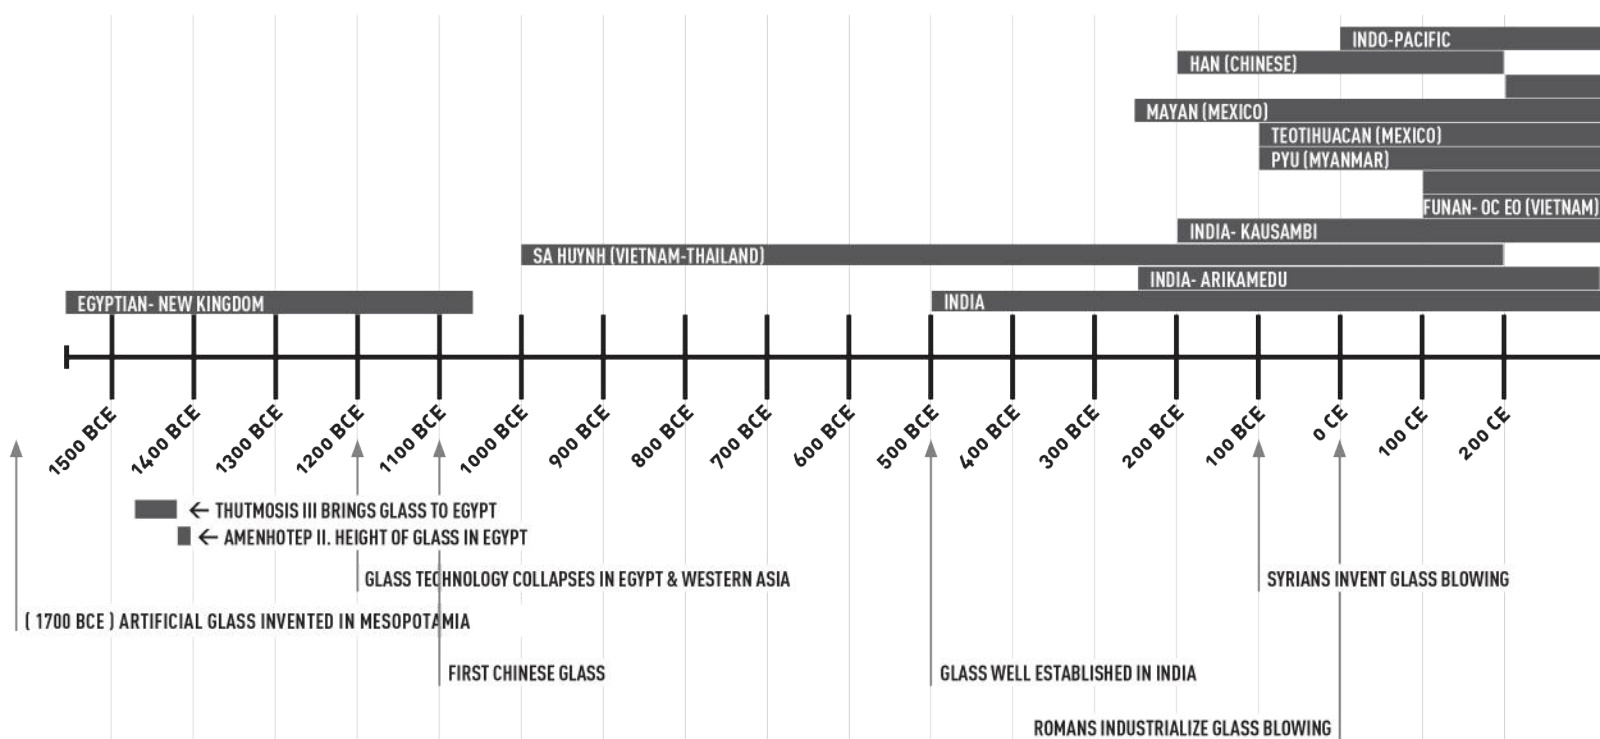 INDO-PACIFIC
HAN (CHINESE)
MAYAN (MEXICO)
TEOTIHUACAN (MEXICO)
PYU (MYANMAR)
FUNAN- OC EO (VIETNAM)
INDIA- KAUSAMBI
SA HUYNH (VIETNAM-THAILAND)
INDIA- ARIKAMEDU
EGYPTIAN- NEW KINGDOM
INDIA
1500 BCE
1400 BCE
1300 BCE
1200 BCE
1100 BCE
1000 BCE
900 BCE
800 BCE
700 BCE
600 BCE
500 BCE
400 BCE
300 BCE
200 BCE
100 BCE
0 CE
100 CE
200 CE
← THUTMOSIS III BRINGS GLASS TO EGYPT
← AMENHOTEP II. HEIGHT OF GLASS IN EGYPT
GLASS TECHNOLOGY COLLAPSES IN EGYPT & WESTERN ASIA
SYRIANS INVENT GLASS BLOWING
( 1700 BCE ) ARTIFICIAL GLASS INVENTED IN MESOPOTAMIA
FIRST CHINESE GLASS
GLASS WELL ESTABLISHED IN INDIA
ROMANS INDUSTRIALIZE GLASS BLOWING